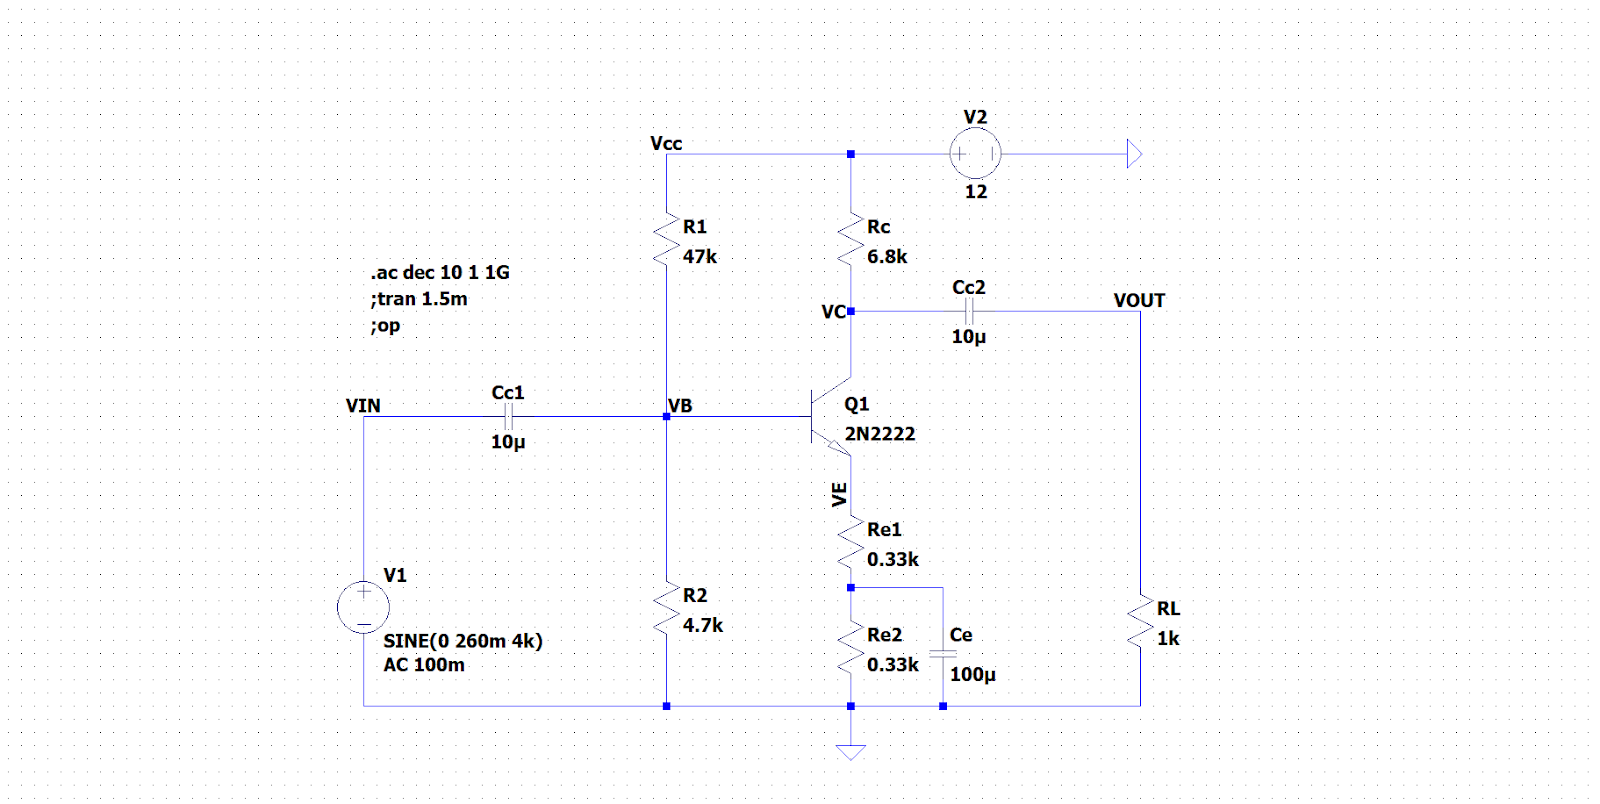 V2
12
Vcc
R1
47k
Rc
6.8k
.ac dec 10 1 1G
;tran 1.5m
;op
Cc2
10µ
VC
VOUT
Cc1
10µ
VIN
VB
Q1
2N2222
VE
Re1
0.33k
V1
SINE(0 260m 4k)
AC 100m
R2
4.7k
Re2
0.33k
Ce
100µ
RL
1k